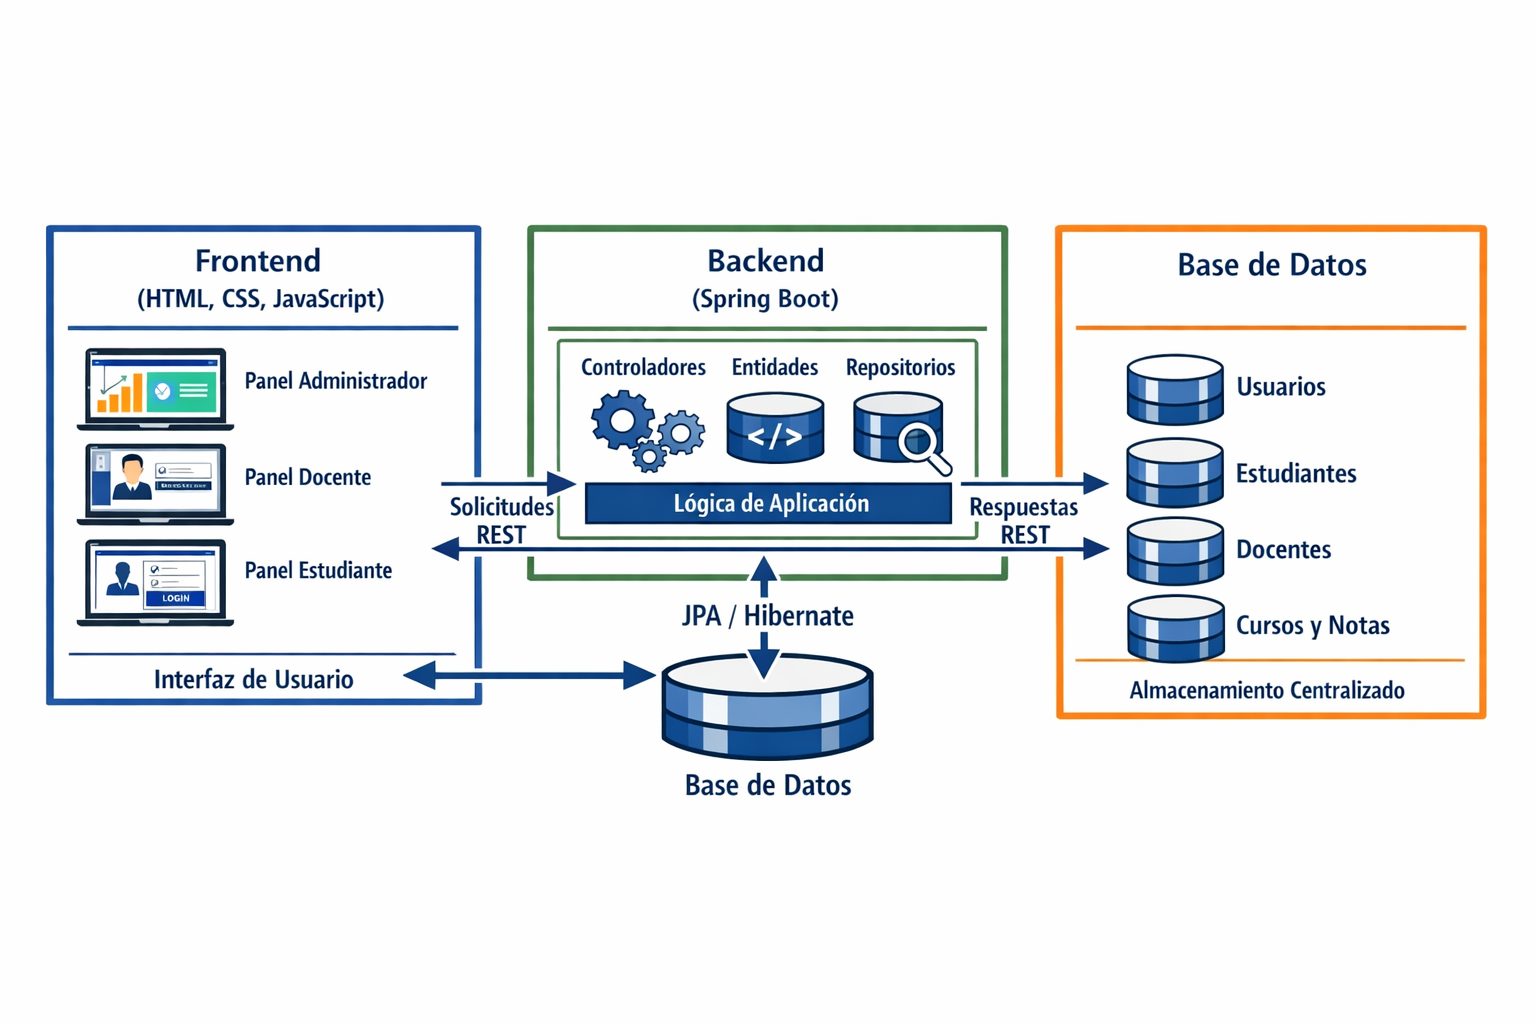 Frontend
(HTML, CSS, JavaScript)
Panel Administrador
Panel Docente
Panel Estudiante
LOGIN
Interfaz de Usuario
Solicitudes
REST
Backend
(Spring Boot)
Controladores
Entidades
Repositorios
</>
Lógica de Aplicación
Respuestas
REST
JPA / Hibernate
Base de Datos
Base de Datos
Usuarios
Estudiantes
Docentes
Cursos y Notas
Almacenamiento Centralizado